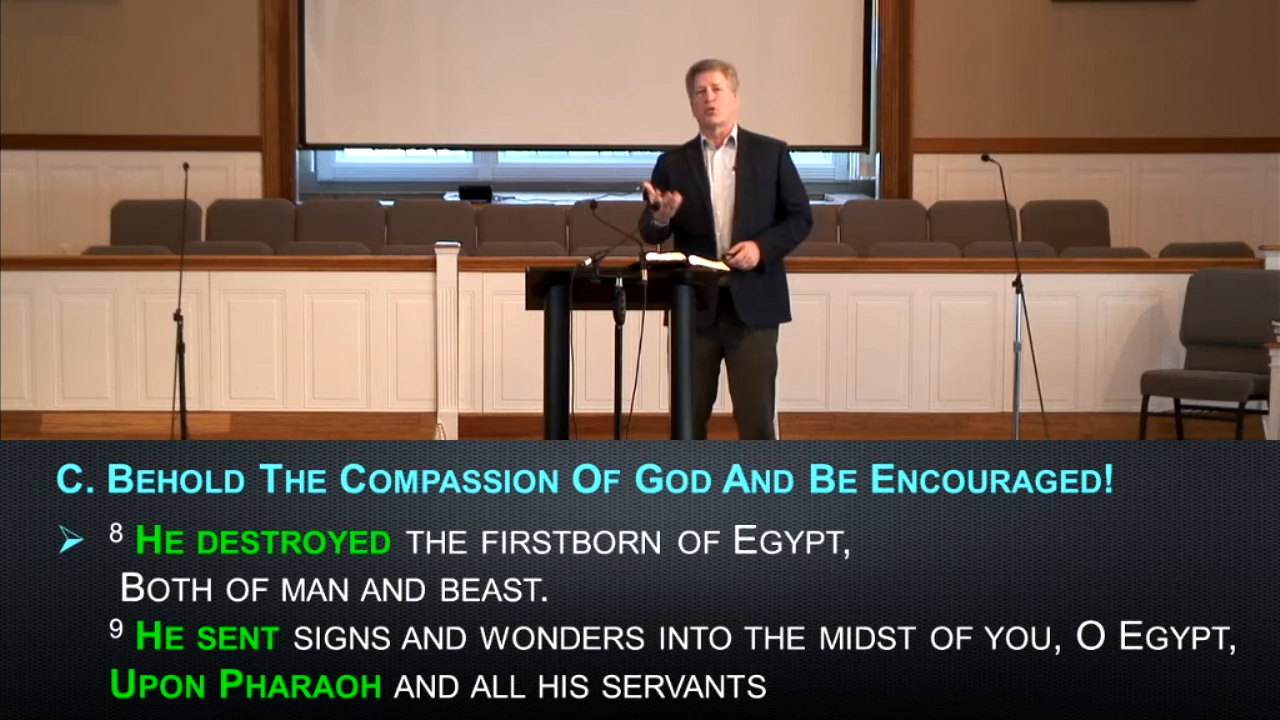 C. Behold The Compassion Of God And Be Encouraged!
8 He destroyed the firstborn of Egypt,
Both of man and beast.
9 He sent signs and wonders into the midst of you, O Egypt,
Upon Pharaoh and all his servants